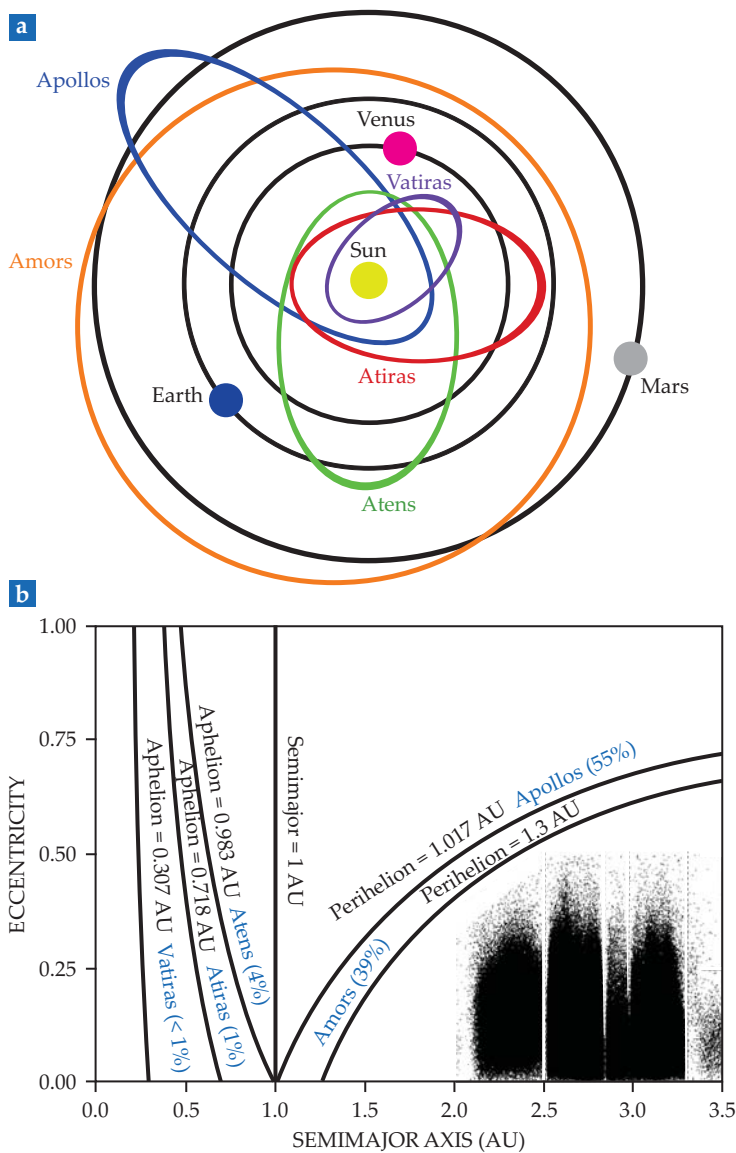 a
Apollos
Venus
Vatiras
Amors
Sun
Atiras
Earth
Mars
Atens
b
1.00
0.75
0.50
0.25
0.00
ECCENTRICITY
Aphelion = 0.307 AU
Vatiras (< 1%)
Aphelion = 0.718 AU
Atiras (1%)
Aphelion = 0.983 AU
Atens (4%)
Semimajor = 1 AU
Perihelion = 1.017 AU
Apollos (55%)
Perihelion = 1.3 AU
Amors (39%)
0.0 0.5 1.0 1.5 2.0 2.5 3.0 3.5
SEMIMAJOR AXIS (AU)